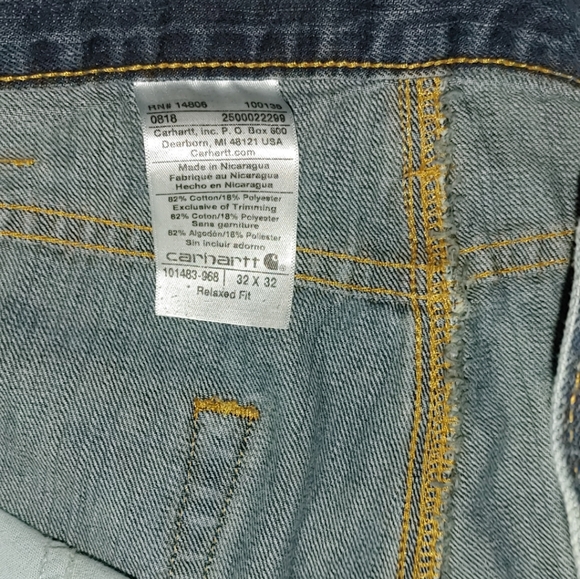 RN# 14806 100135
0818 2500022299
Carhartt, Inc. P. O. Box 600
Dearborn, MI 48121 USA
Carhartt.com
Made in Nicaragua
Fabriqué au Nicaragua
Hecho en Nicaragua
82% Cotton/18% Polyester
Exclusive of Trimming
82% Coton/18% Polyester
Sans garniture
82% Algodón/18% Poliester
Sin incluir adorno
carhartt
101483-968 | 32 X 32
Relaxed Fit